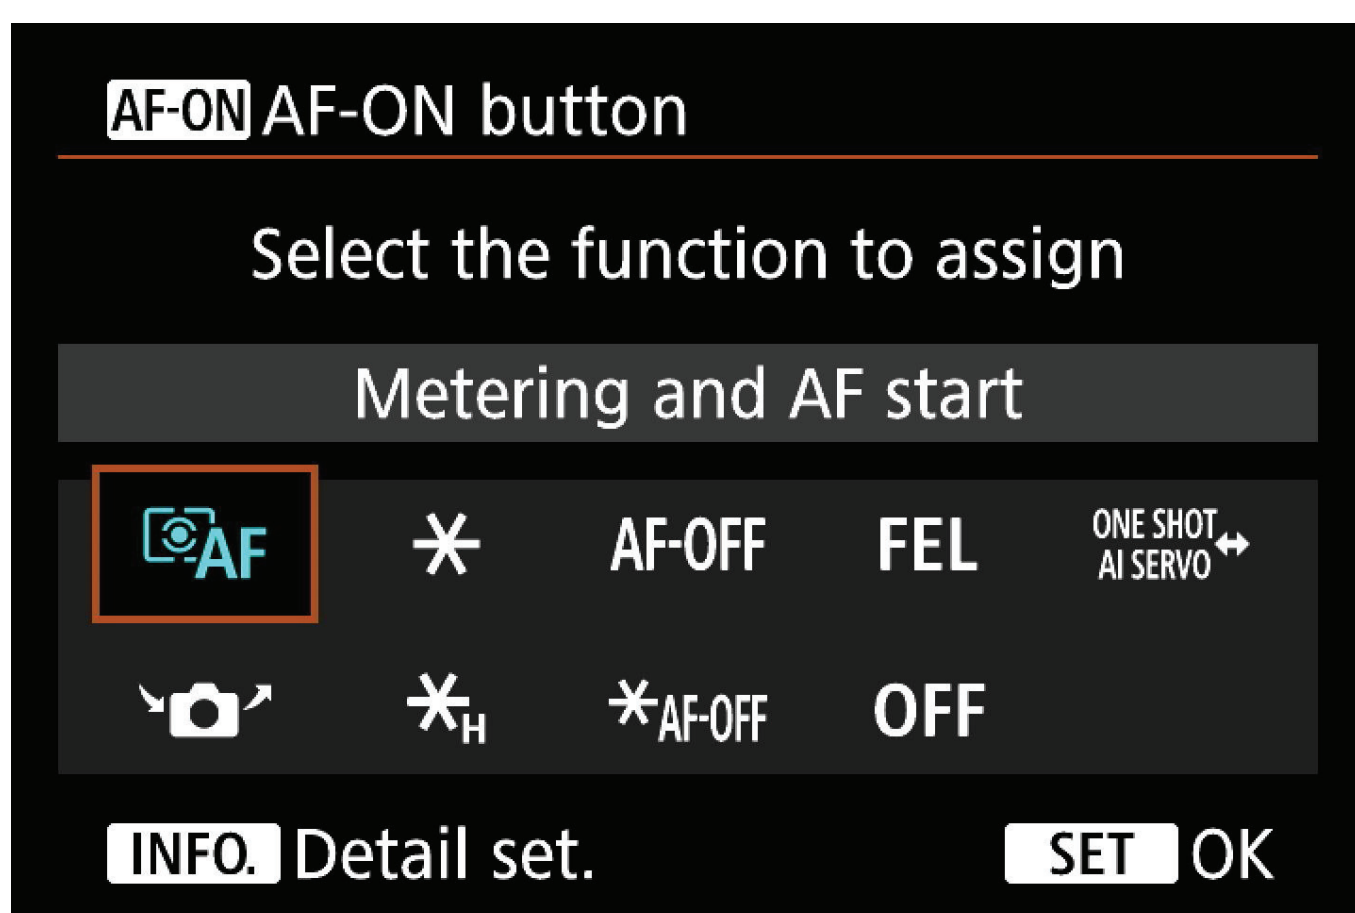 AF-ON AF-ON button
Select the function to assign
Metering and AF start
AF * AF-OFF FEL ONE SHOT
AI SERVO
*H *AF-OFF OFF
INFO. Detail set. SET OK